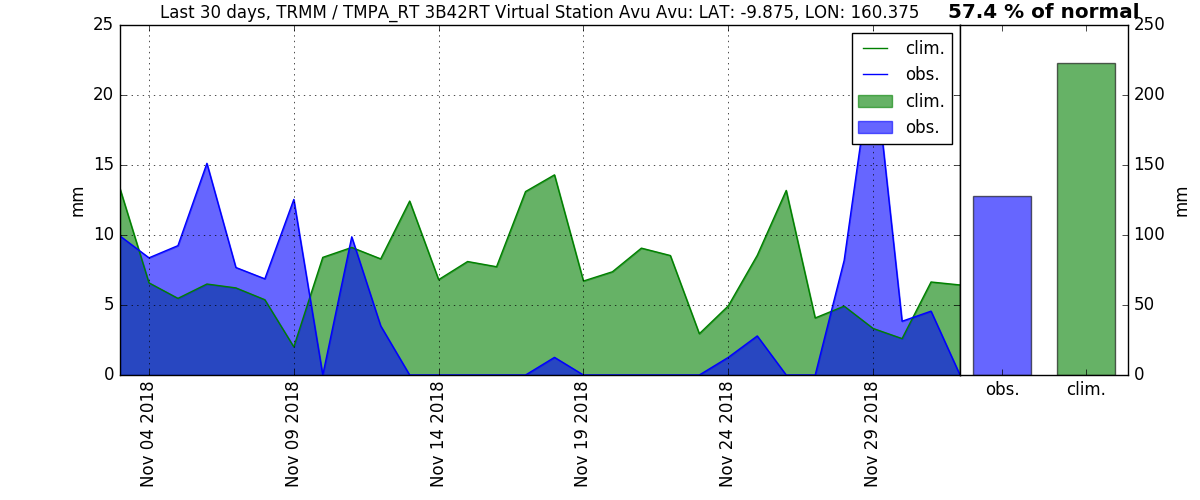 Last 30 days, TRMM / TMPA_RT 3B42RT Virtual Station Avu Avu: LAT: -9.875, LON: 160.375
57.4 % of normal
25
20
15
10
5
0
mm
clim.
obs.
clim.
obs.
Nov 04 2018
Nov 09 2018
Nov 14 2018
Nov 19 2018
Nov 24 2018
Nov 29 2018
250
200
150
100
50
0
mm
obs. clim.